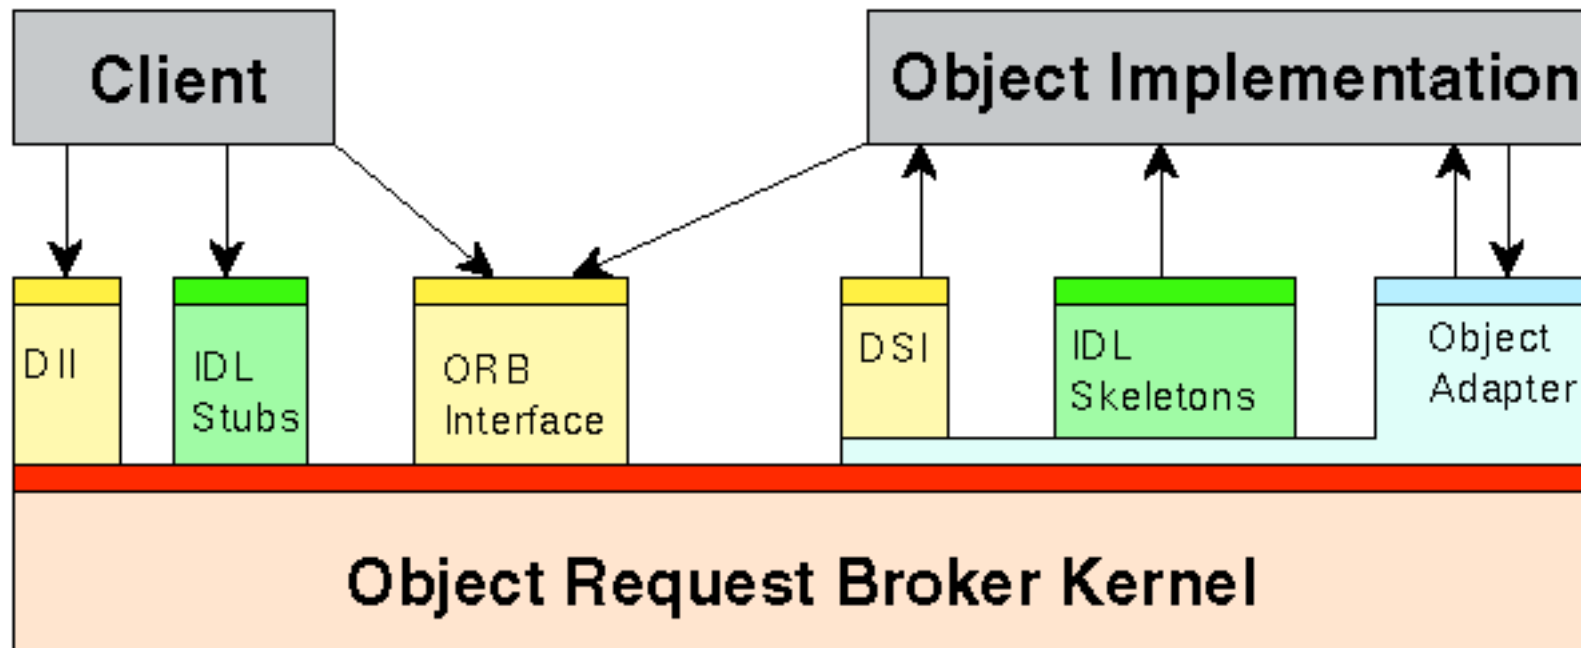 Client
Object Implementation
DII
IDL
Stubs
ORB
Interface
DSI
IDL
Skeletons
Object
Adapter
Object Request Broker Kernel